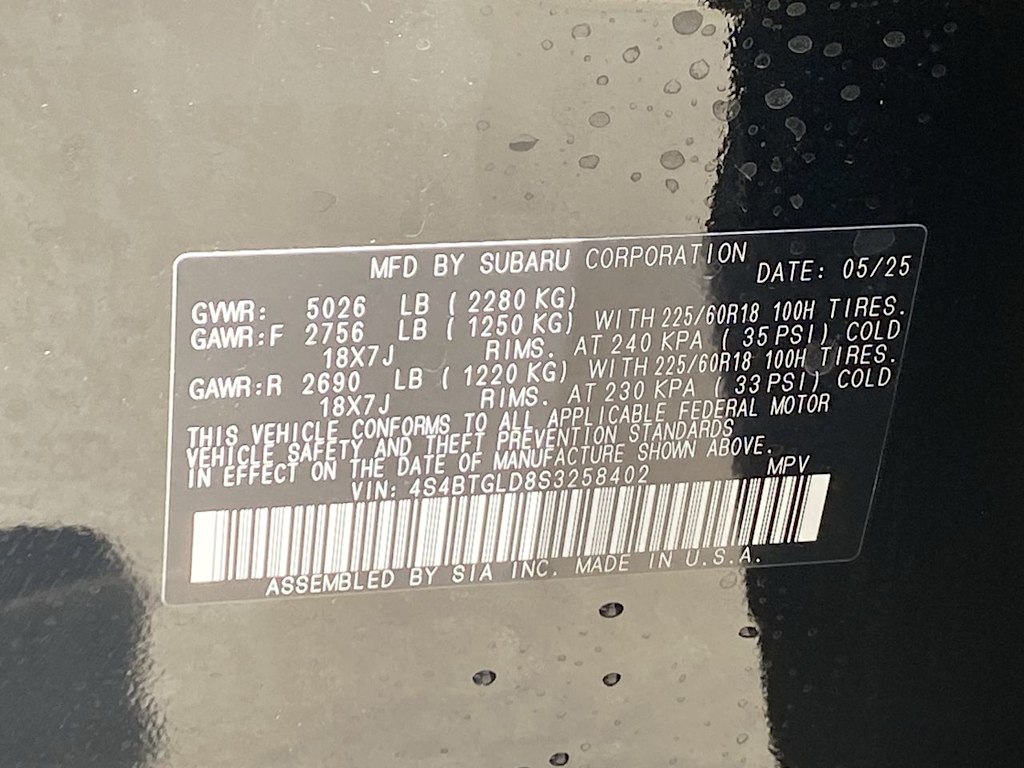 MFD BY SUBARU CORPORATION DATE: 05/25
GVWR: 5026 LB ( 2280 KG)
GAWR:F 2756 LB ( 1250 KG) WITH 225/60R18 100H TIRES.
18X7J RIMS. AT 240 KPA ( 35 PSI) COLD
GAWR:R 2690 LB ( 1220 KG) WITH 225/60R18 100H TIRES.
18X7J RIMS. AT 230 KPA 33 PSI) COLD
THIS VEHICLE CONFORMS TO ALL APPLICABLE FEDERAL MOTOR
VEHICLE SAFETY AND THEFT PREVENTION STANDARDS
IN EFFECT ON THE DATE OF MANUFACTURE SHOWN ABOVE.
VIN: 4S4BTGLD8S3258402 MPV
ASSEMBLED BY SIA INC. MADE IN U.S.A.